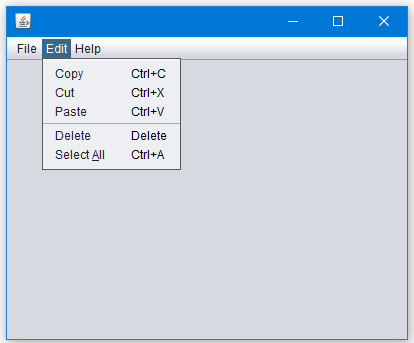 File Edit Help
Copy Ctrl+C
Cut Ctrl+X
Paste Ctrl+V
Delete Delete
Select All Ctrl+A